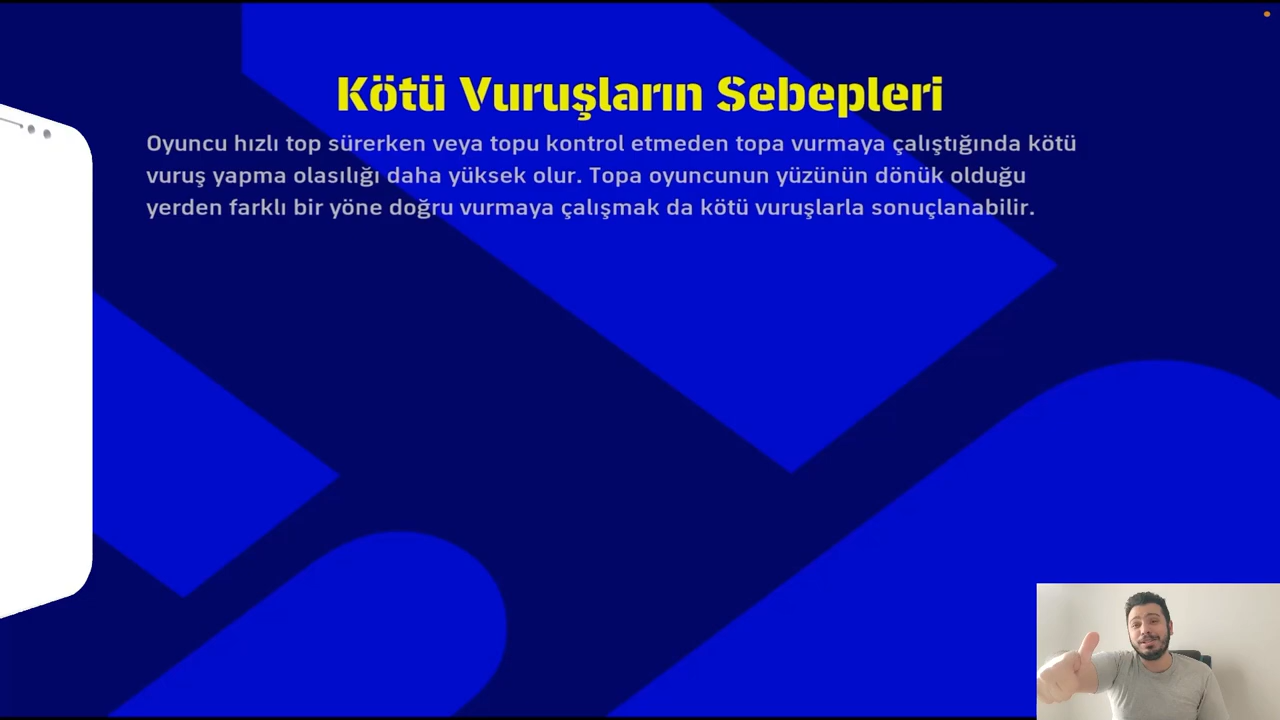 Kötü Vuruşların Sebepleri
Oyuncu hızlı top sürerken veya topu kontrol etmeden topa vurmaya çalıştığında kötü
vuruş yapma olasılığı daha yüksek olur. Topa oyuncunun yüzünün dönük olduğu
yerden farklı bir yöne doğru vurmaya çalışmak da kötü vuruşlarla sonuçlanabilir.